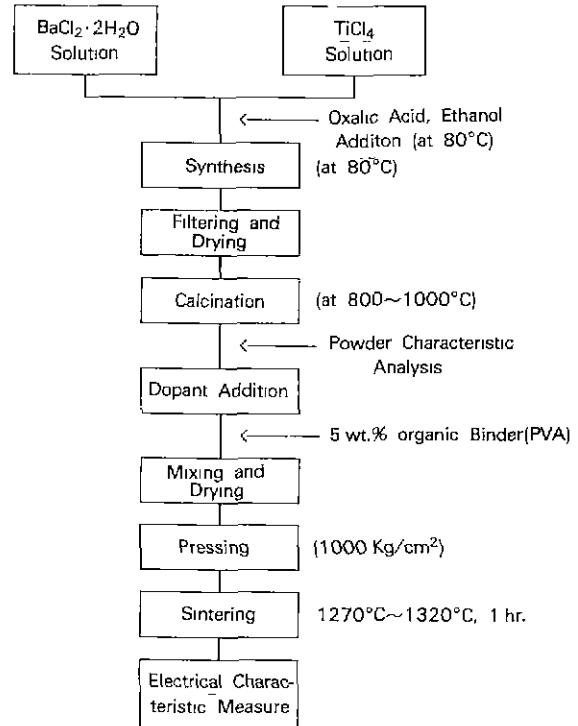 BaCl₂·2H₂O
Solution
TiCl₄
Solution
Oxalic Acid, Ethanol
Additon (at 80°C)
Synthesis
(at 80°C)
Filtering and
Drying
Calcination
(at 800~1000°C)
Powder Characteristic
Analysis
Dopant Addition
5 wt.% organic Binder(PVA)
Mixing and
Drying
Pressing
(1000 Kg/cm²)
Sintering
1270°C~1320°C, 1 hr.
Electrical Charac-
teristic Measure